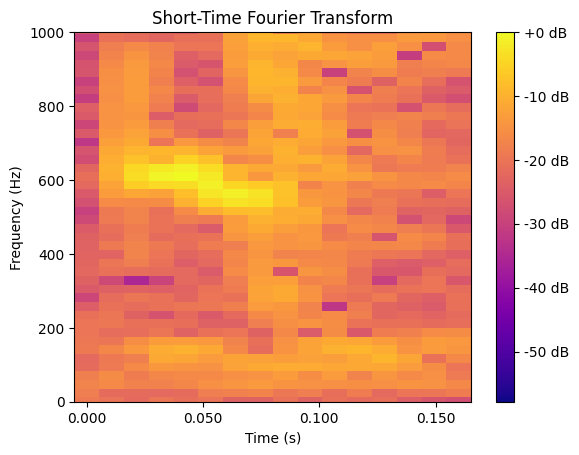 Short-Time Fourier Transform
1000
800
600
400
200
0
Frequency (Hz)
0.000
0.050
0.100
0.150
Time (s)
+0 dB
-10 dB
-20 dB
-30 dB
-40 dB
-50 dB